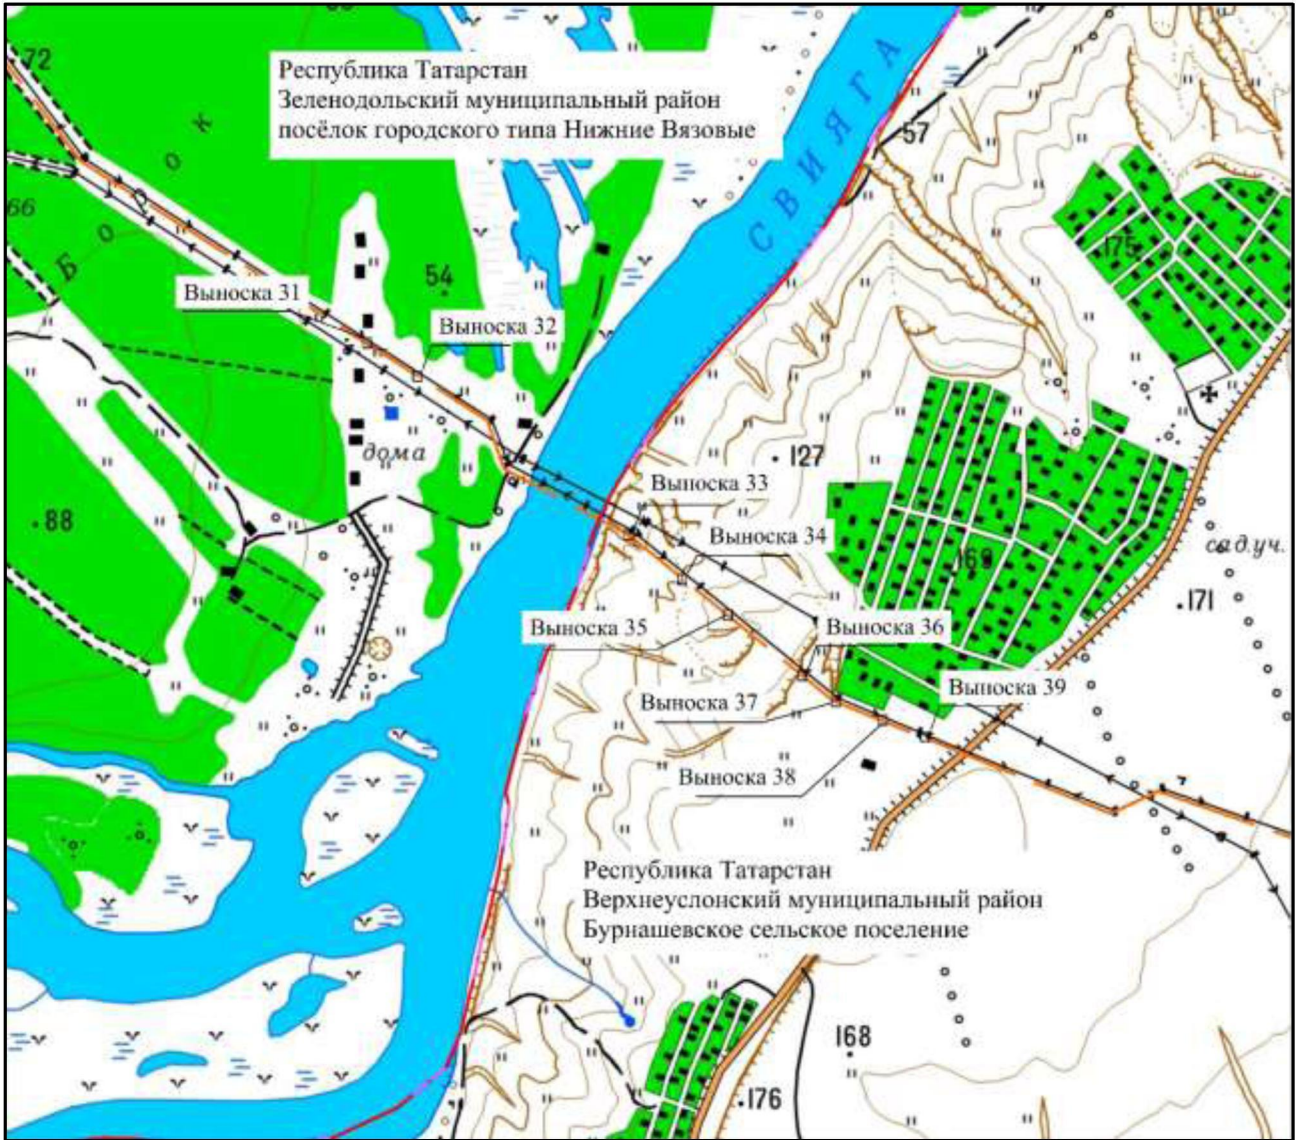 72
Республика Татарстан
Зеленодольский муниципальный район
посёлок городского типа Нижние Вязовые
57
СВИЯГА
66
Бо о к
175
54
Выноска 31
Выноска 32
дома
127
Выноска 33
88
Выноска 34
сад.уч.
169
171
Выноска 35
Выноска 36
Выноска 37
Выноска 39
Выноска 38
Республика Татарстан
Верхнеуслонский муниципальный район
Бурнашевское сельское поселение
168
176